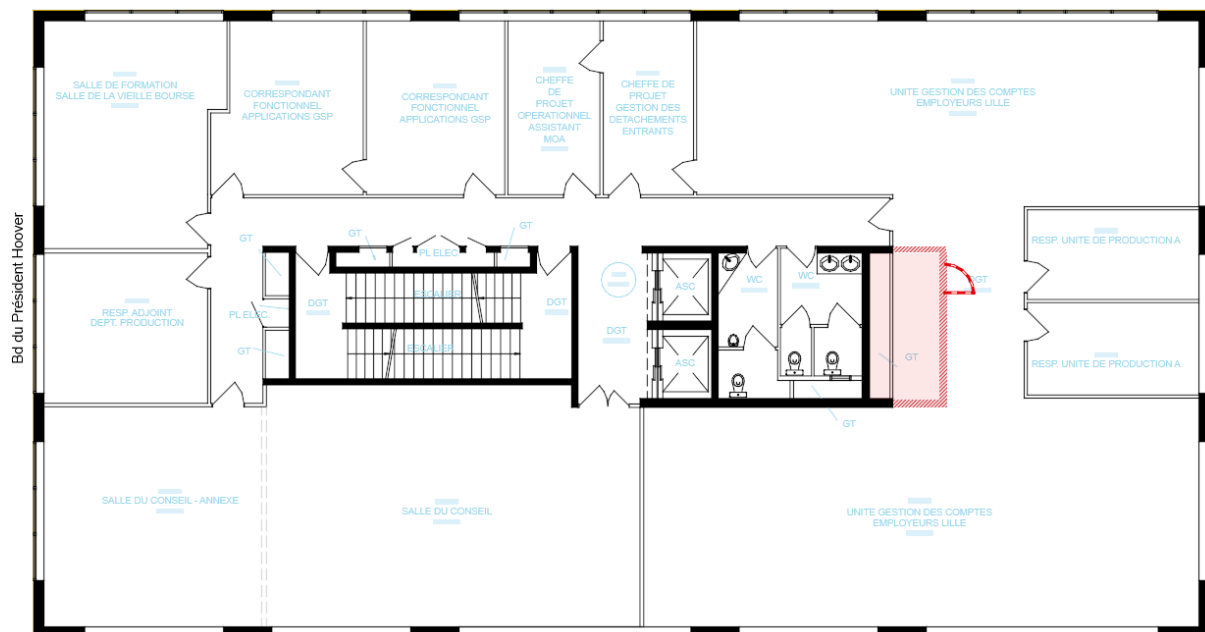 SALLE DE FORMATION
SALLE DE LA VIEILLE BOURSE
CORRESPONDANT
FONCTIONNEL
APPLICATIONS GSP
CORRESPONDANT
FONCTIONNEL
APPLICATIONS GSP
CHEFFE
DE
PROJET
OPERATIONNEL
ASSISTANT
MOA
CHEFFE DE
PROJET
GESTION DES
DETACHEMENTS
ENTRANTS
UNITE GESTION DES COMPTES
EMPLOYEURS LILLE
Bd du Président Hoover
GT
GT
PL ELEC.
GT
RESP. UNITE DE PRODUCTION A
DGT
ESCALIER
DGT
ASC
WC
WC
DGT
PL ELEC.
RESP. ADJOINT
DEPT. PRODUCTION
GT
ESCALIER
ASC
GT
RESP. UNITE DE PRODUCTION A
GT
SALLE DU CONSEIL - ANNEXE
SALLE DU CONSEIL
UNITE GESTION DES COMPTES
EMPLOYEURS LILLE